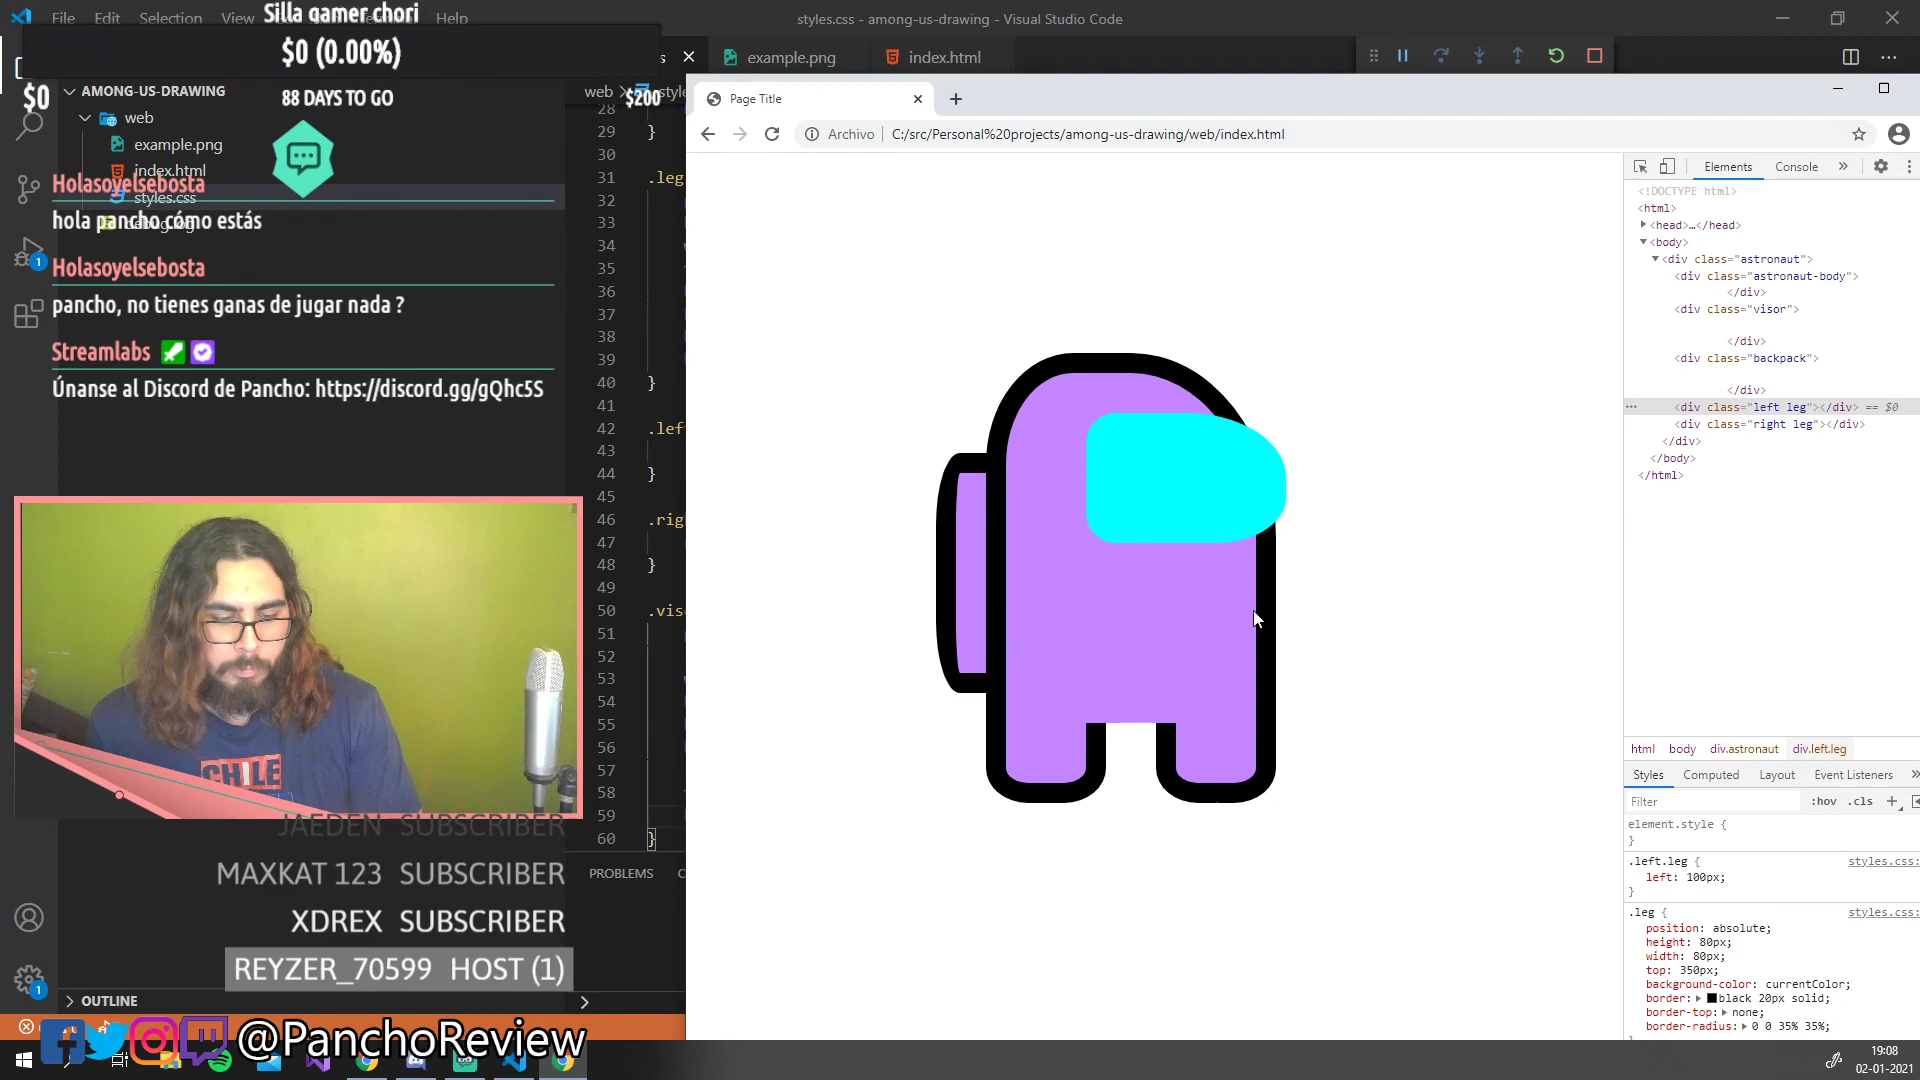 File Edit Selection View Help
styles.css - among-us-drawing - Visual Studio Code
Silla gamer chori
$0 (0.00%)
88 DAYS TO GO
$0
$200
example.png
index.html
AMONG-US-DRAWING
web
example.png
index.html
styles.css
debug.log
web
Holasoyelsebosta
hola pancho cómo estás
Holasoyelsebosta
pancho, no tienes ganas de jugar nada ?
Streamlabs
Únanse al Discord de Pancho: https://discord.gg/gQhc5S
1
28
29 }
30
31 .leg
32
33
34
35
36
37
38
39
40 }
41
42 .lef
43
44 }
45
46 .rig
47
48 }
49
50 .vis
51
52
53
54
55
56
57
58
59
60 }
PROBLEMS
CHILE
JAEDEN SUBSCRIBER
MAXKAT 123 SUBSCRIBER
XDREX SUBSCRIBER
REYZER_70599 HOST (1)
1
OUTLINE
@PanchoReview
Page Title
Archivo C:/src/Personal%20projects/among-us-drawing/web/index.html
Elements Console
<!DOCTYPE html>
<html>
<head>…</head>
<body>
<div class="astronaut">
<div class="astronaut-body">
</div>
<div class="visor">
</div>
<div class="backpack">
</div>
<div class="left leg"></div> == $0
<div class="right leg"></div>
</div>
</body>
</html>
html body div.astronaut div.left.leg
Styles Computed Layout Event Listeners
Filter :hov .cls
element.style {
}
.left.leg { styles.css:
left: 100px;
}
.leg { styles.css:
position: absolute;
height: 80px;
width: 80px;
top: 350px;
background-color: currentColor;
border: black 20px solid;
border-top: none;
border-radius: 0 0 35% 35%;
19:08
02-01-2021